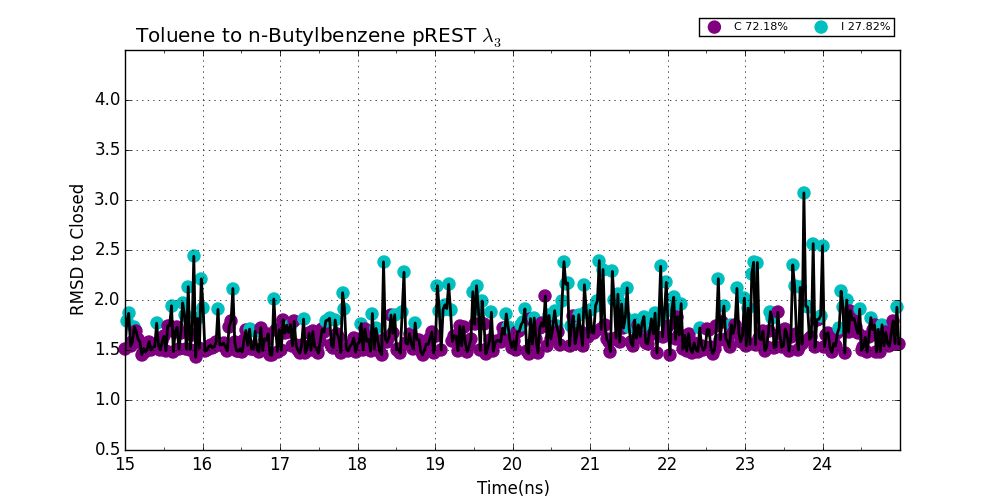 Toluene to n-Butylbenzene pREST λ₃
C 72.18% I 27.82%
RMSD to Closed
4.0
3.5
3.0
2.5
2.0
1.5
1.0
0.5
15 16 17 18 19 20 21 22 23 24
Time(ns)